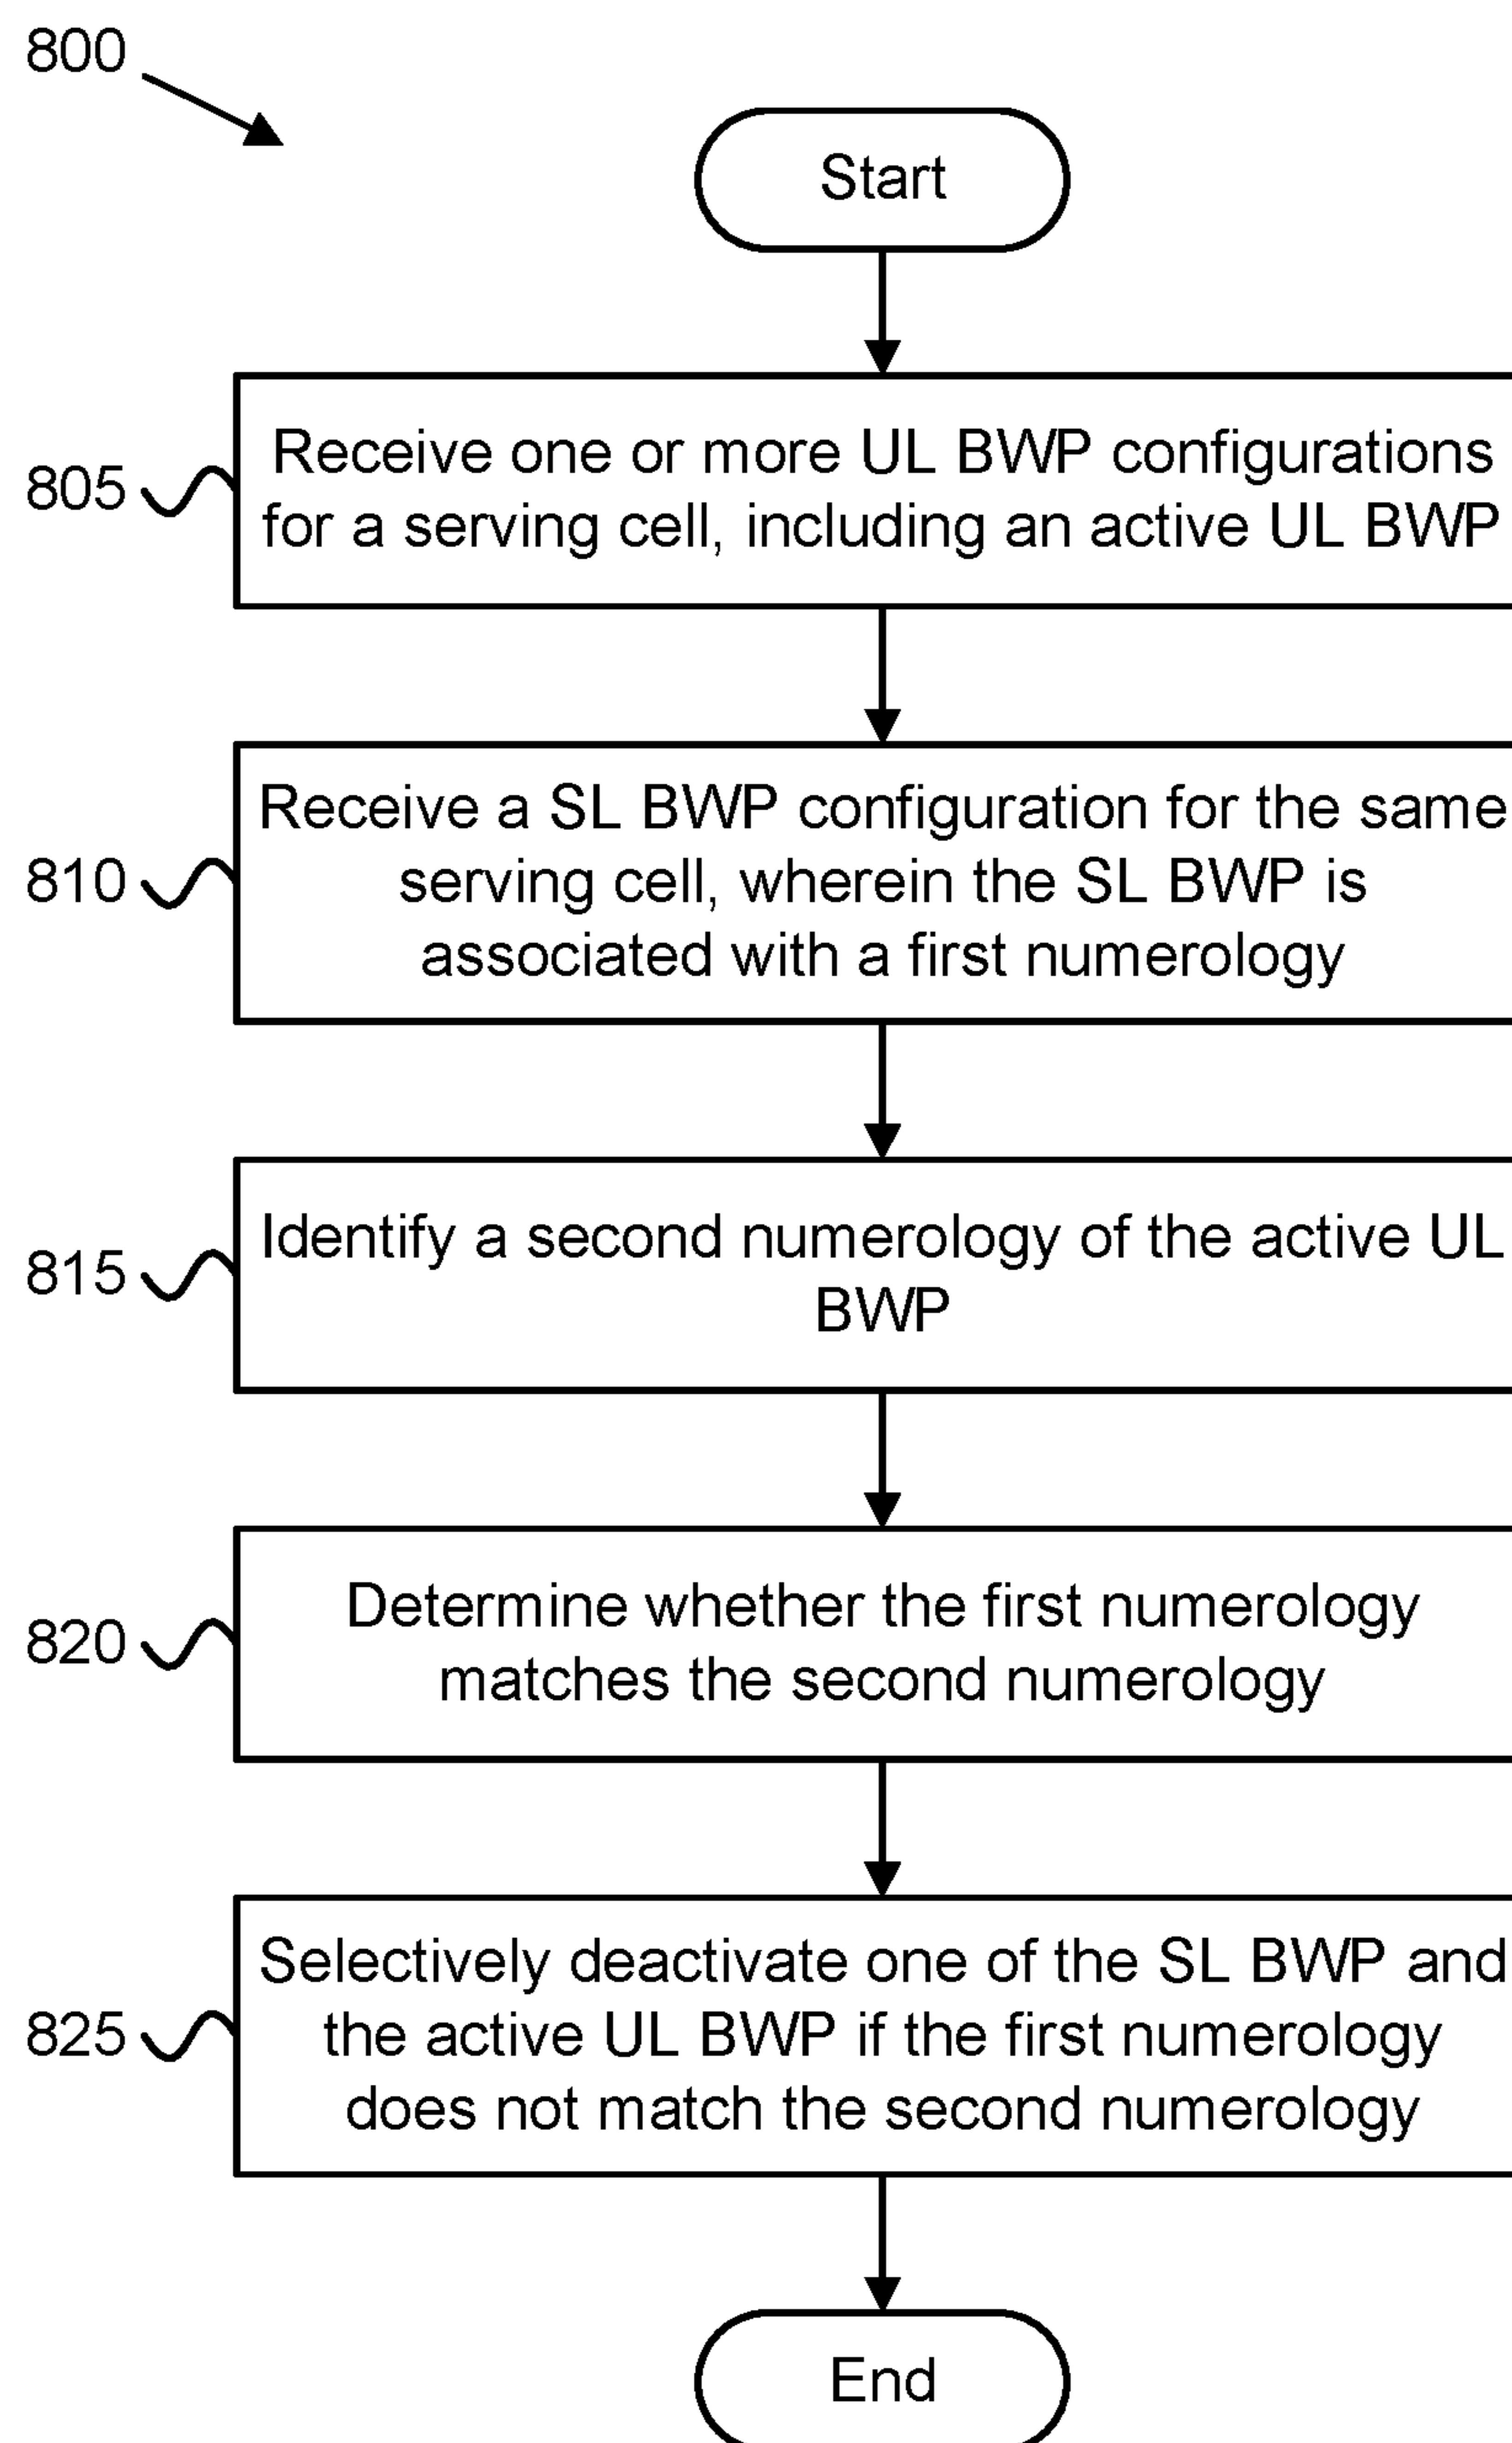 800
Start
805
Receive one or more UL BWP configurations
for a serving cell, including an active UL BWP
810
Receive a SL BWP configuration for the same
serving cell, wherein the SL BWP is
associated with a first numerology
815
Identify a second numerology of the active UL
BWP
820
Determine whether the first numerology
matches the second numerology
825
Selectively deactivate one of the SL BWP and
the active UL BWP if the first numerology
does not match the second numerology
End